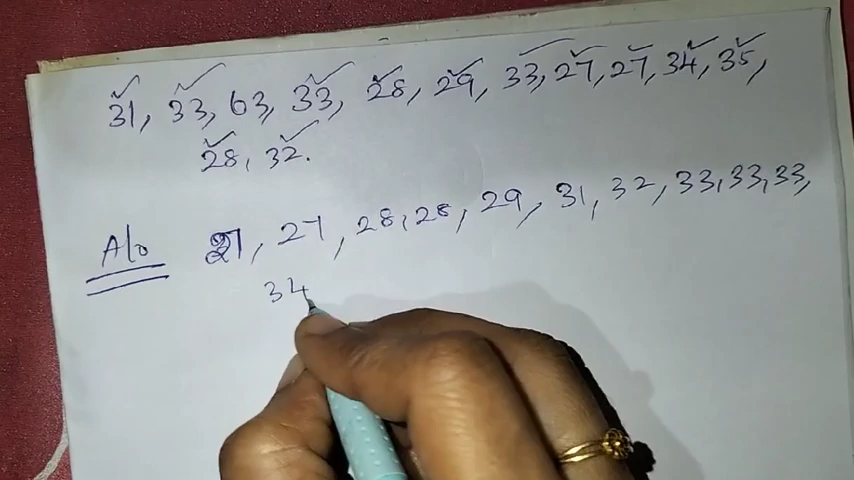 31, 33, 63, 33, 28, 29, 33, 27, 27, 34, 35,
28, 32.
A/o 27, 27, 28, 28, 29, 31, 32, 33, 33, 33,
34